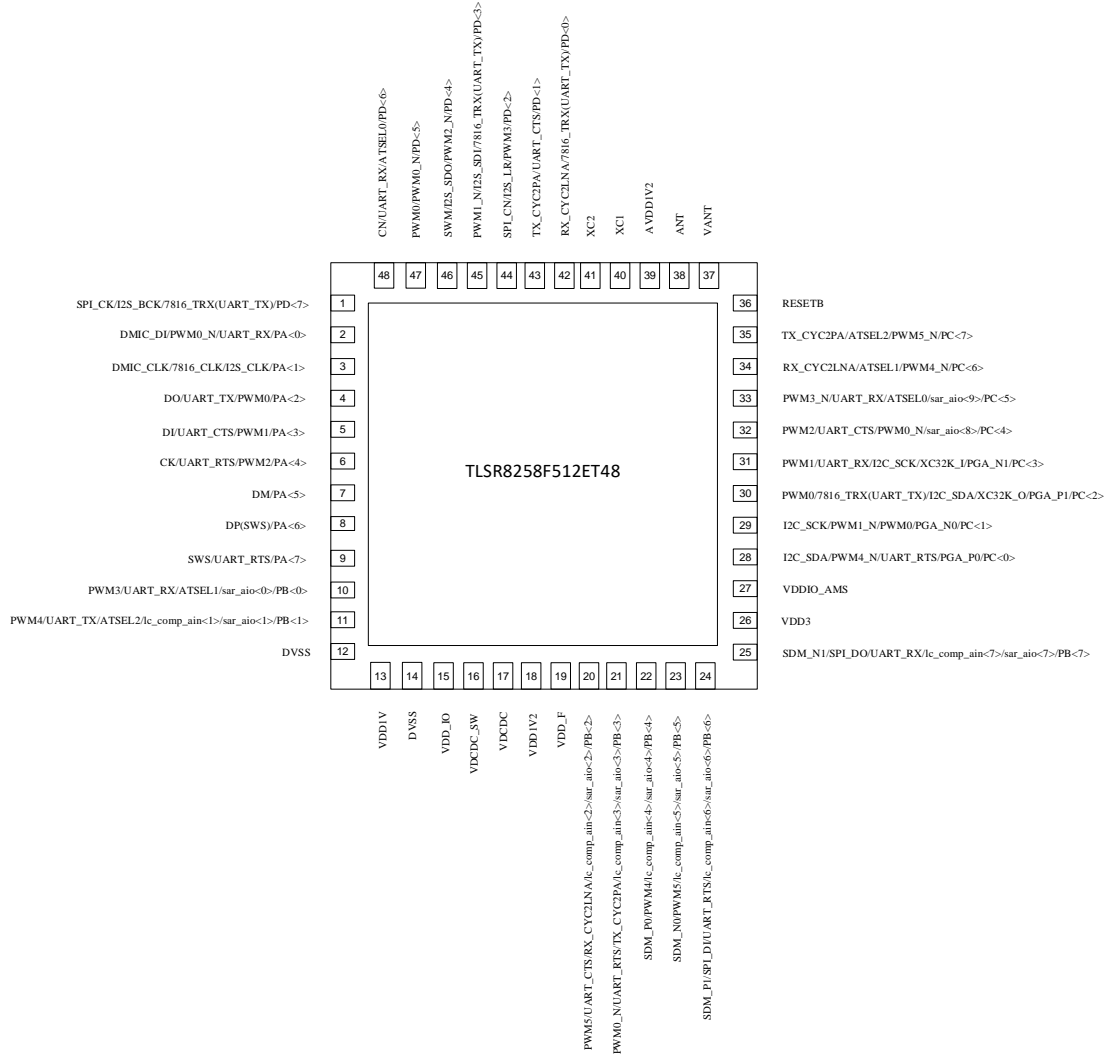 CN/UART_RX/ATSEL0/PD<6>
PWM0/PWM0_N/PD<5>
SWM/I2S_SDO/PWM2_N/PD<4>
PWM1_N/I2S_SDI/7816_TRX(UART_TX)/PD<3>
SPI_CN/I2S_LR/PWM3/PD<2>
TX_CYC2PA/UART_CTS/PD<1>
RX_CYC2LNA/7816_TRX(UART_TX)/PD<0>
XC2
XC1
AVDD1V2
ANT
VANT
48
47
46
45
44
43
42
41
40
39
38
37
SPI_CK/I2S_BCK/7816_TRX(UART_TX)/PD<7>
1
DMIC_DI/PWM0_N/UART_RX/PA<0>
2
DMIC_CLK/7816_CLK/I2S_CLK/PA<1>
3
DO/UART_TX/PWM0/PA<2>
4
DI/UART_CTS/PWM1/PA<3>
5
CK/UART_RTS/PWM2/PA<4>
6
DM/PA<5>
7
DP(SWS)/PA<6>
8
SWS/UART_RTS/PA<7>
9
PWM3/UART_RX/ATSEL1/sar_aio<0>/PB<0>
10
PWM4/UART_TX/ATSEL2/lc_comp_ain<1>/sar_aio<1>/PB<1>
11
DVSS
12
TLSR8258F512ET48
36
RESETB
35
TX_CYC2PA/ATSEL2/PWM5_N/PC<7>
34
RX_CYC2LNA/ATSEL1/PWM4_N/PC<6>
33
PWM3_N/UART_RX/ATSEL0/sar_aio<9>/PC<5>
32
PWM2/UART_CTS/PWM0_N/sar_aio<8>/PC<4>
31
PWM1/UART_RX/I2C_SCK/XC32K_I/PGA_N1/PC<3>
30
PWM0/7816_TRX(UART_TX)/I2C_SDA/XC32K_O/PGA_P1/PC<2>
29
I2C_SCK/PWM1_N/PWM0/PGA_N0/PC<1>
28
I2C_SDA/PWM4_N/UART_RTS/PGA_P0/PC<0>
27
VDDIO_AMS
26
VDD3
25
SDM_N1/SPI_DO/UART_RX/lc_comp_ain<7>/sar_aio<7>/PB<7>
13
14
15
16
17
18
19
20
21
22
23
24
VDD1V
DVSS
VDD_IO
VDCDC_SW
VDCDC
VDD1V2
VDD_F
PWM5/UART_CTS/RX_CYC2LNA/lc_comp_ain<2>/sar_aio<2>/PB<2>
PWM0_N/UART_RTS/TX_CYC2PA/lc_comp_ain<3>/sar_aio<3>/PB<3>
SDM_P0/PWM4/lc_comp_ain<4>/sar_aio<4>/PB<4>
SDM_N0/PWM5/lc_comp_ain<5>/sar_aio<5>/PB<5>
SDM_P1/SPI_DI/UART_RTS/lc_comp_ain<6>/sar_aio<6>/PB<6>